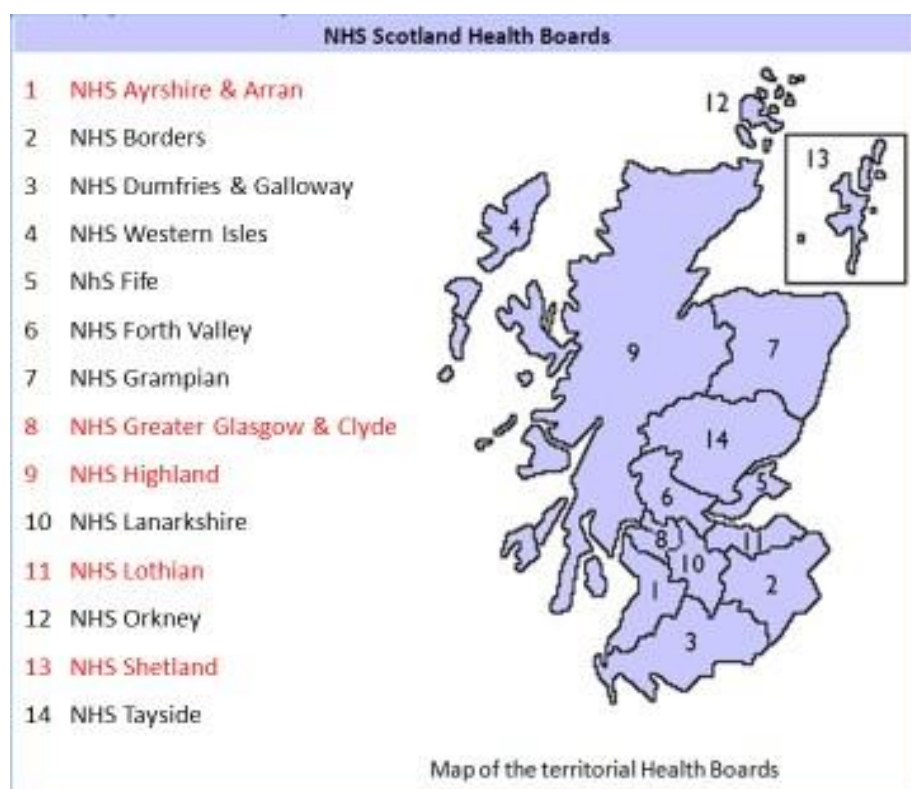 NHS Scotland Health Boards
1 NHS Ayrshire & Arran
2 NHS Borders
3 NHS Dumfries & Galloway
4 NHS Western Isles
5 NhS Fife
6 NHS Forth Valley
7 NHS Grampian
8 NHS Greater Glasgow & Clyde
9 NHS Highland
10 NHS Lanarkshire
11 NHS Lothian
12 NHS Orkney
13 NHS Shetland
14 NHS Tayside
12
13
4
9
7
14
5
6
8
11
10
1
2
3
Map of the territorial Health Boards